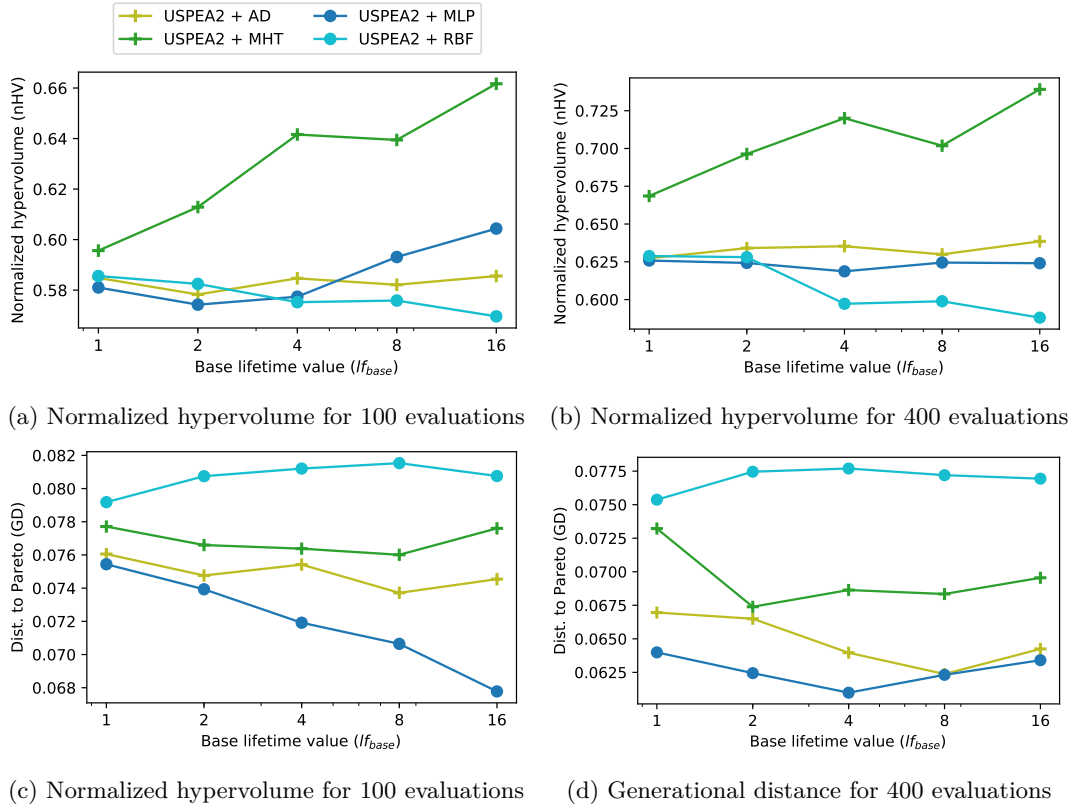 USPEA2 + AD
USPEA2 + MHT
USPEA2 + MLP
USPEA2 + RBF
Normalized hypervolume (nHV)
0.66
0.64
0.62
0.60
0.58
1 2 4 8 16
Base lifetime value (lf_base)
(a) Normalized hypervolume for 100 evaluations
Normalized hypervolume (nHV)
0.725
0.700
0.675
0.650
0.625
0.600
1 2 4 8 16
Base lifetime value (lf_base)
(b) Normalized hypervolume for 400 evaluations
Dist. to Pareto (GD)
0.082
0.080
0.078
0.076
0.074
0.072
0.070
0.068
1 2 4 8 16
Base lifetime value (lf_base)
(c) Normalized hypervolume for 100 evaluations
Dist. to Pareto (GD)
0.0775
0.0750
0.0725
0.0700
0.0675
0.0650
0.0625
1 2 4 8 16
Base lifetime value (lf_base)
(d) Generational distance for 400 evaluations